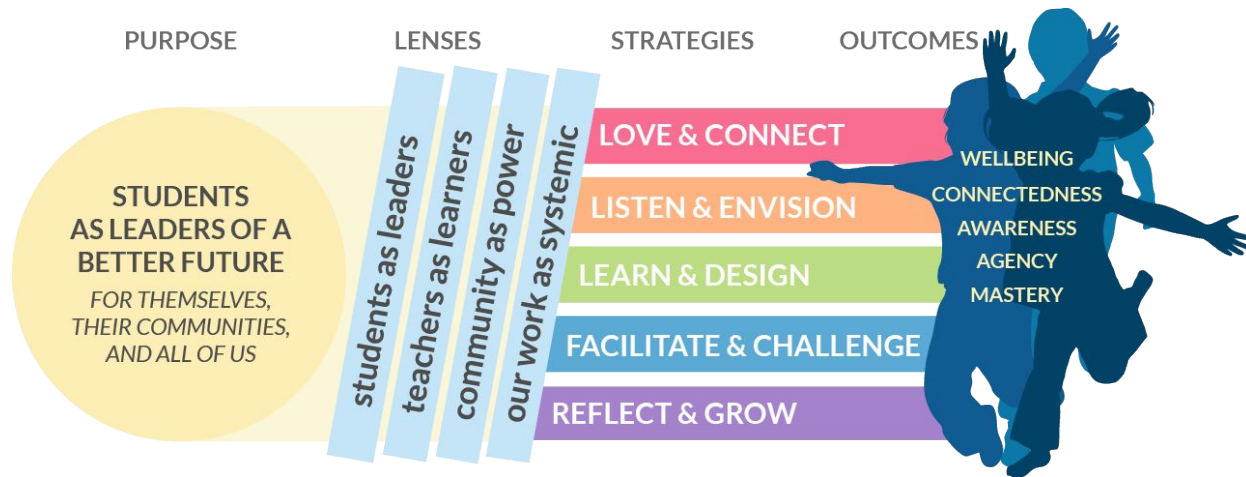 PURPOSE LENSES STRATEGIES OUTCOMES
STUDENTS
AS LEADERS OF A
BETTER FUTURE
FOR THEMSELVES,
THEIR COMMUNITIES,
AND ALL OF US
students as leaders
teachers as learners
community as power
our work as systemic
LOVE & CONNECT
LISTEN & ENVISION
LEARN & DESIGN
FACILITATE & CHALLENGE
REFLECT & GROW
WELLBEING
CONNECTEDNESS
AWARENESS
AGENCY
MASTERY